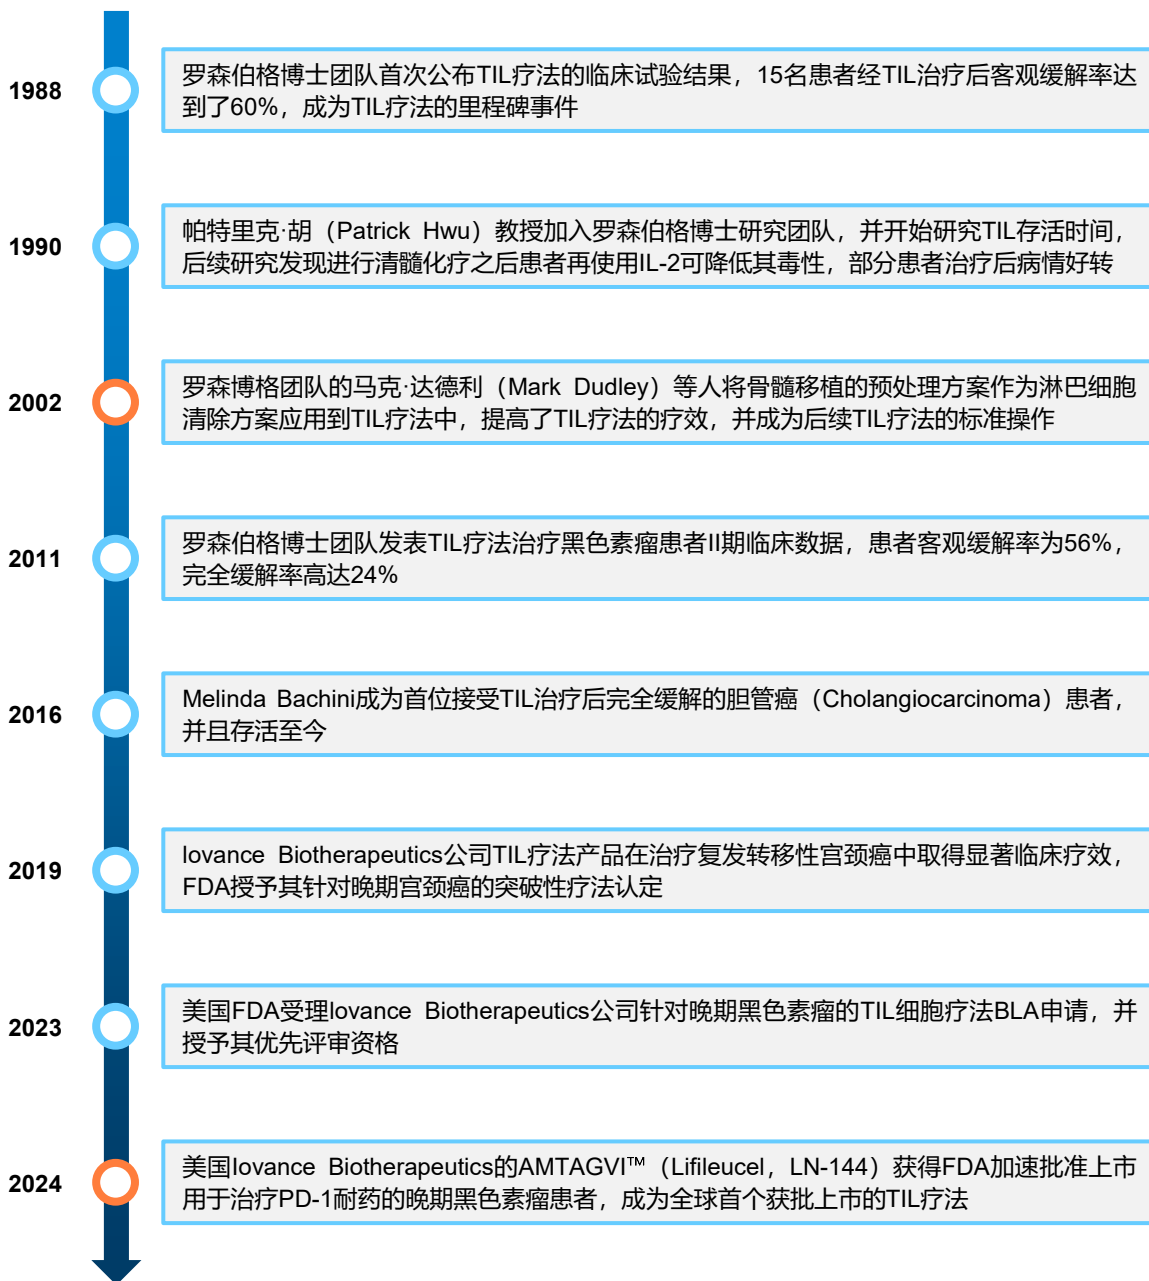 1988
罗森伯格博士团队首次公布TIL疗法的临床试验结果，15名患者经TIL治疗后客观缓解率达
到了60%，成为TIL疗法的里程碑事件
1990
帕特里克·胡（Patrick Hwu）教授加入罗森伯格博士研究团队，并开始研究TIL存活时间，
后续研究发现进行清髓化疗之后患者再使用IL-2可降低其毒性，部分患者治疗后病情好转
2002
罗森博格团队的马克·达德利（Mark Dudley）等人将骨髓移植的预处理方案作为淋巴细胞
清除方案应用到TIL疗法中，提高了TIL疗法的疗效，并成为后续TIL疗法的标准操作
2011
罗森伯格博士团队发表TIL疗法治疗黑色素瘤患者II期临床数据，患者客观缓解率为56%，
完全缓解率高达24%
2016
Melinda Bachini成为首位接受TIL治疗后完全缓解的胆管癌（Cholangiocarcinoma）患者，
并且存活至今
2019
Iovance Biotherapeutics公司TIL疗法产品在治疗复发转移性宫颈癌中取得显著临床疗效，
FDA授予其针对晚期宫颈癌的突破性疗法认定
2023
美国FDA受理Iovance Biotherapeutics公司针对晚期黑色素瘤的TIL细胞疗法BLA申请，并
授予其优先评审资格
2024
美国Iovance Biotherapeutics的AMTAGVI™（Lifileucel，LN-144）获得FDA加速批准上市
用于治疗PD-1耐药的晚期黑色素瘤患者，成为全球首个获批上市的TIL疗法